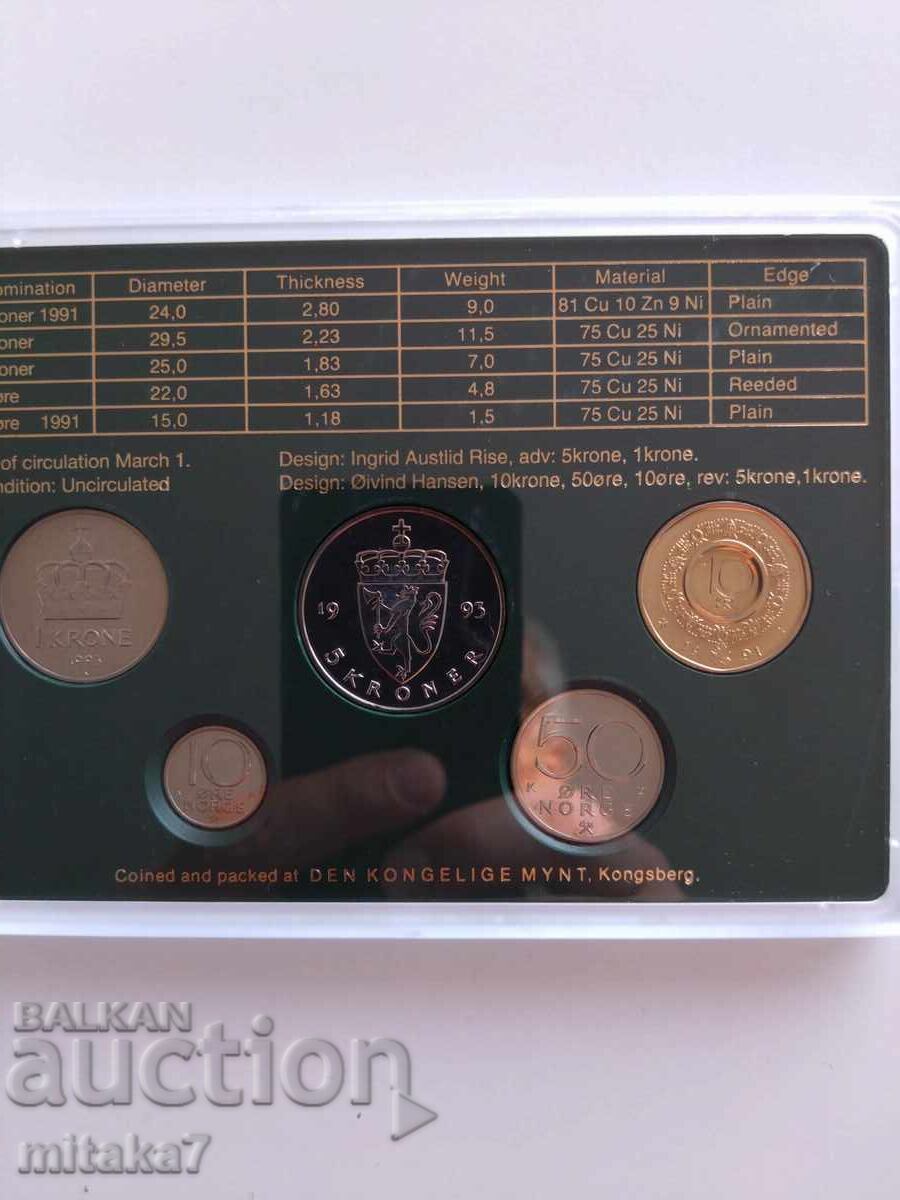 omination Diameter Thickness Weight Material Edge
oner 1991 24,0 2,80 9,0 81 Cu 10 Zn 9 Ni Plain
oner 29,5 2,23 11,5 75 Cu 25 Ni Ornamented
oner 25,0 1,83 7,0 75 Cu 25 Ni Plain
øre 22,0 1,63 4,8 75 Cu 25 Ni Reeded
øre 1991 15,0 1,18 1,5 75 Cu 25 Ni Plain
of circulation March 1. Design: Ingrid Austlid Rise, adv: 5krone, 1krone.
ndition: Uncirculated Design: Øivind Hansen, 10krone, 50øre, 10øre, rev: 5krone,1krone.
1 KRONE
19 93
5 KRONER
10
1991
10
ØRE
NORGE
50
K
ØRE
NORGE
Coined and packed at DEN KONGELIGE MYNT, Kongsberg.
BALKAN
auction
mitaka7